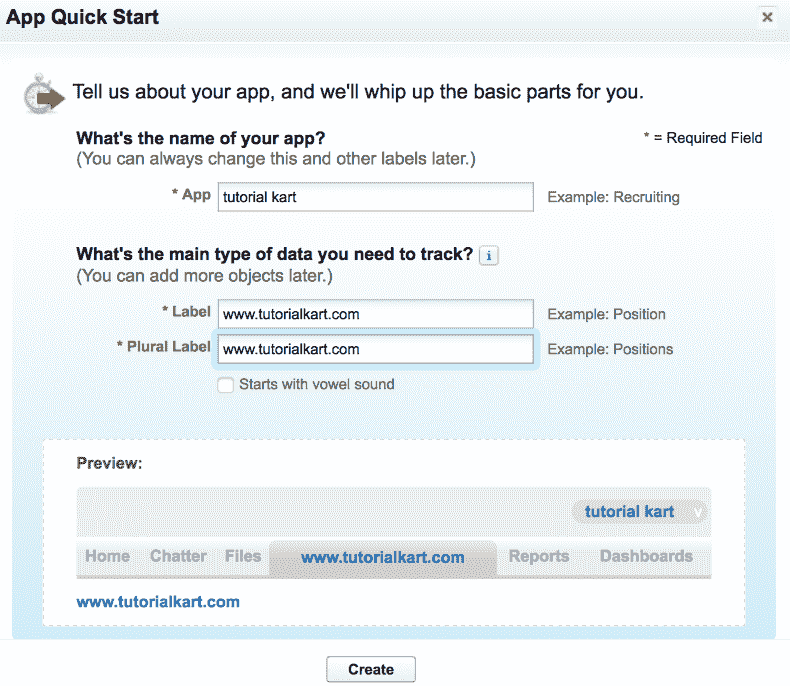 App Quick Start
Tell us about your app, and we'll whip up the basic parts for you.
What's the name of your app?
* = Required Field
(You can always change this and other labels later.)
* App tutorial kart Example: Recruiting
What's the main type of data you need to track? i
(You can add more objects later.)
* Label www.tutorialkart.com Example: Position
* Plural Label www.tutorialkart.com Example: Positions
Starts with vowel sound
Preview:
tutorial kart
Home Chatter Files www.tutorialkart.com Reports Dashboards
www.tutorialkart.com
Create